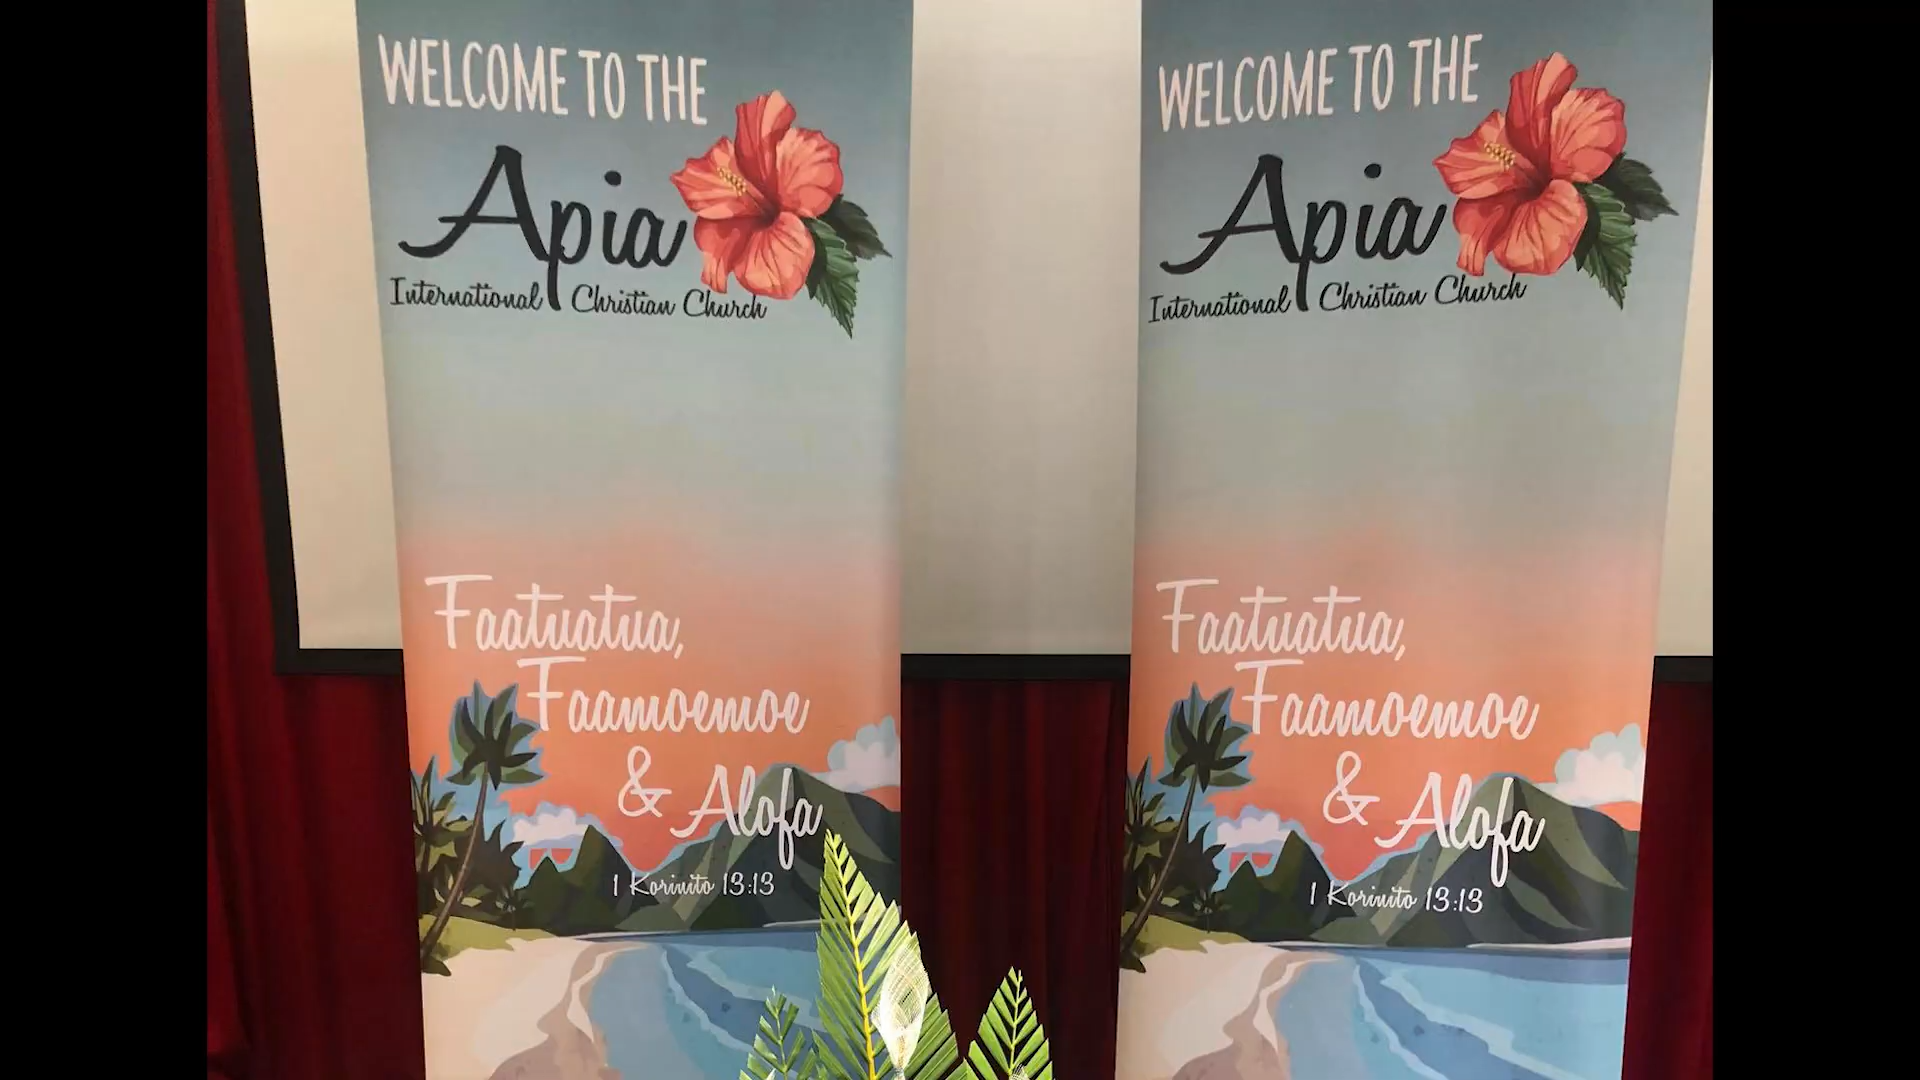 WELCOME TO THE
Apia
International Christian Church
Faatuatua,
Faamoemoe
& Alofa
1 Korinito 13:13
WELCOME TO THE
Apia
International Christian Church
Faatuatua,
Faamoemoe
& Alofa
1 Korinito 13:13